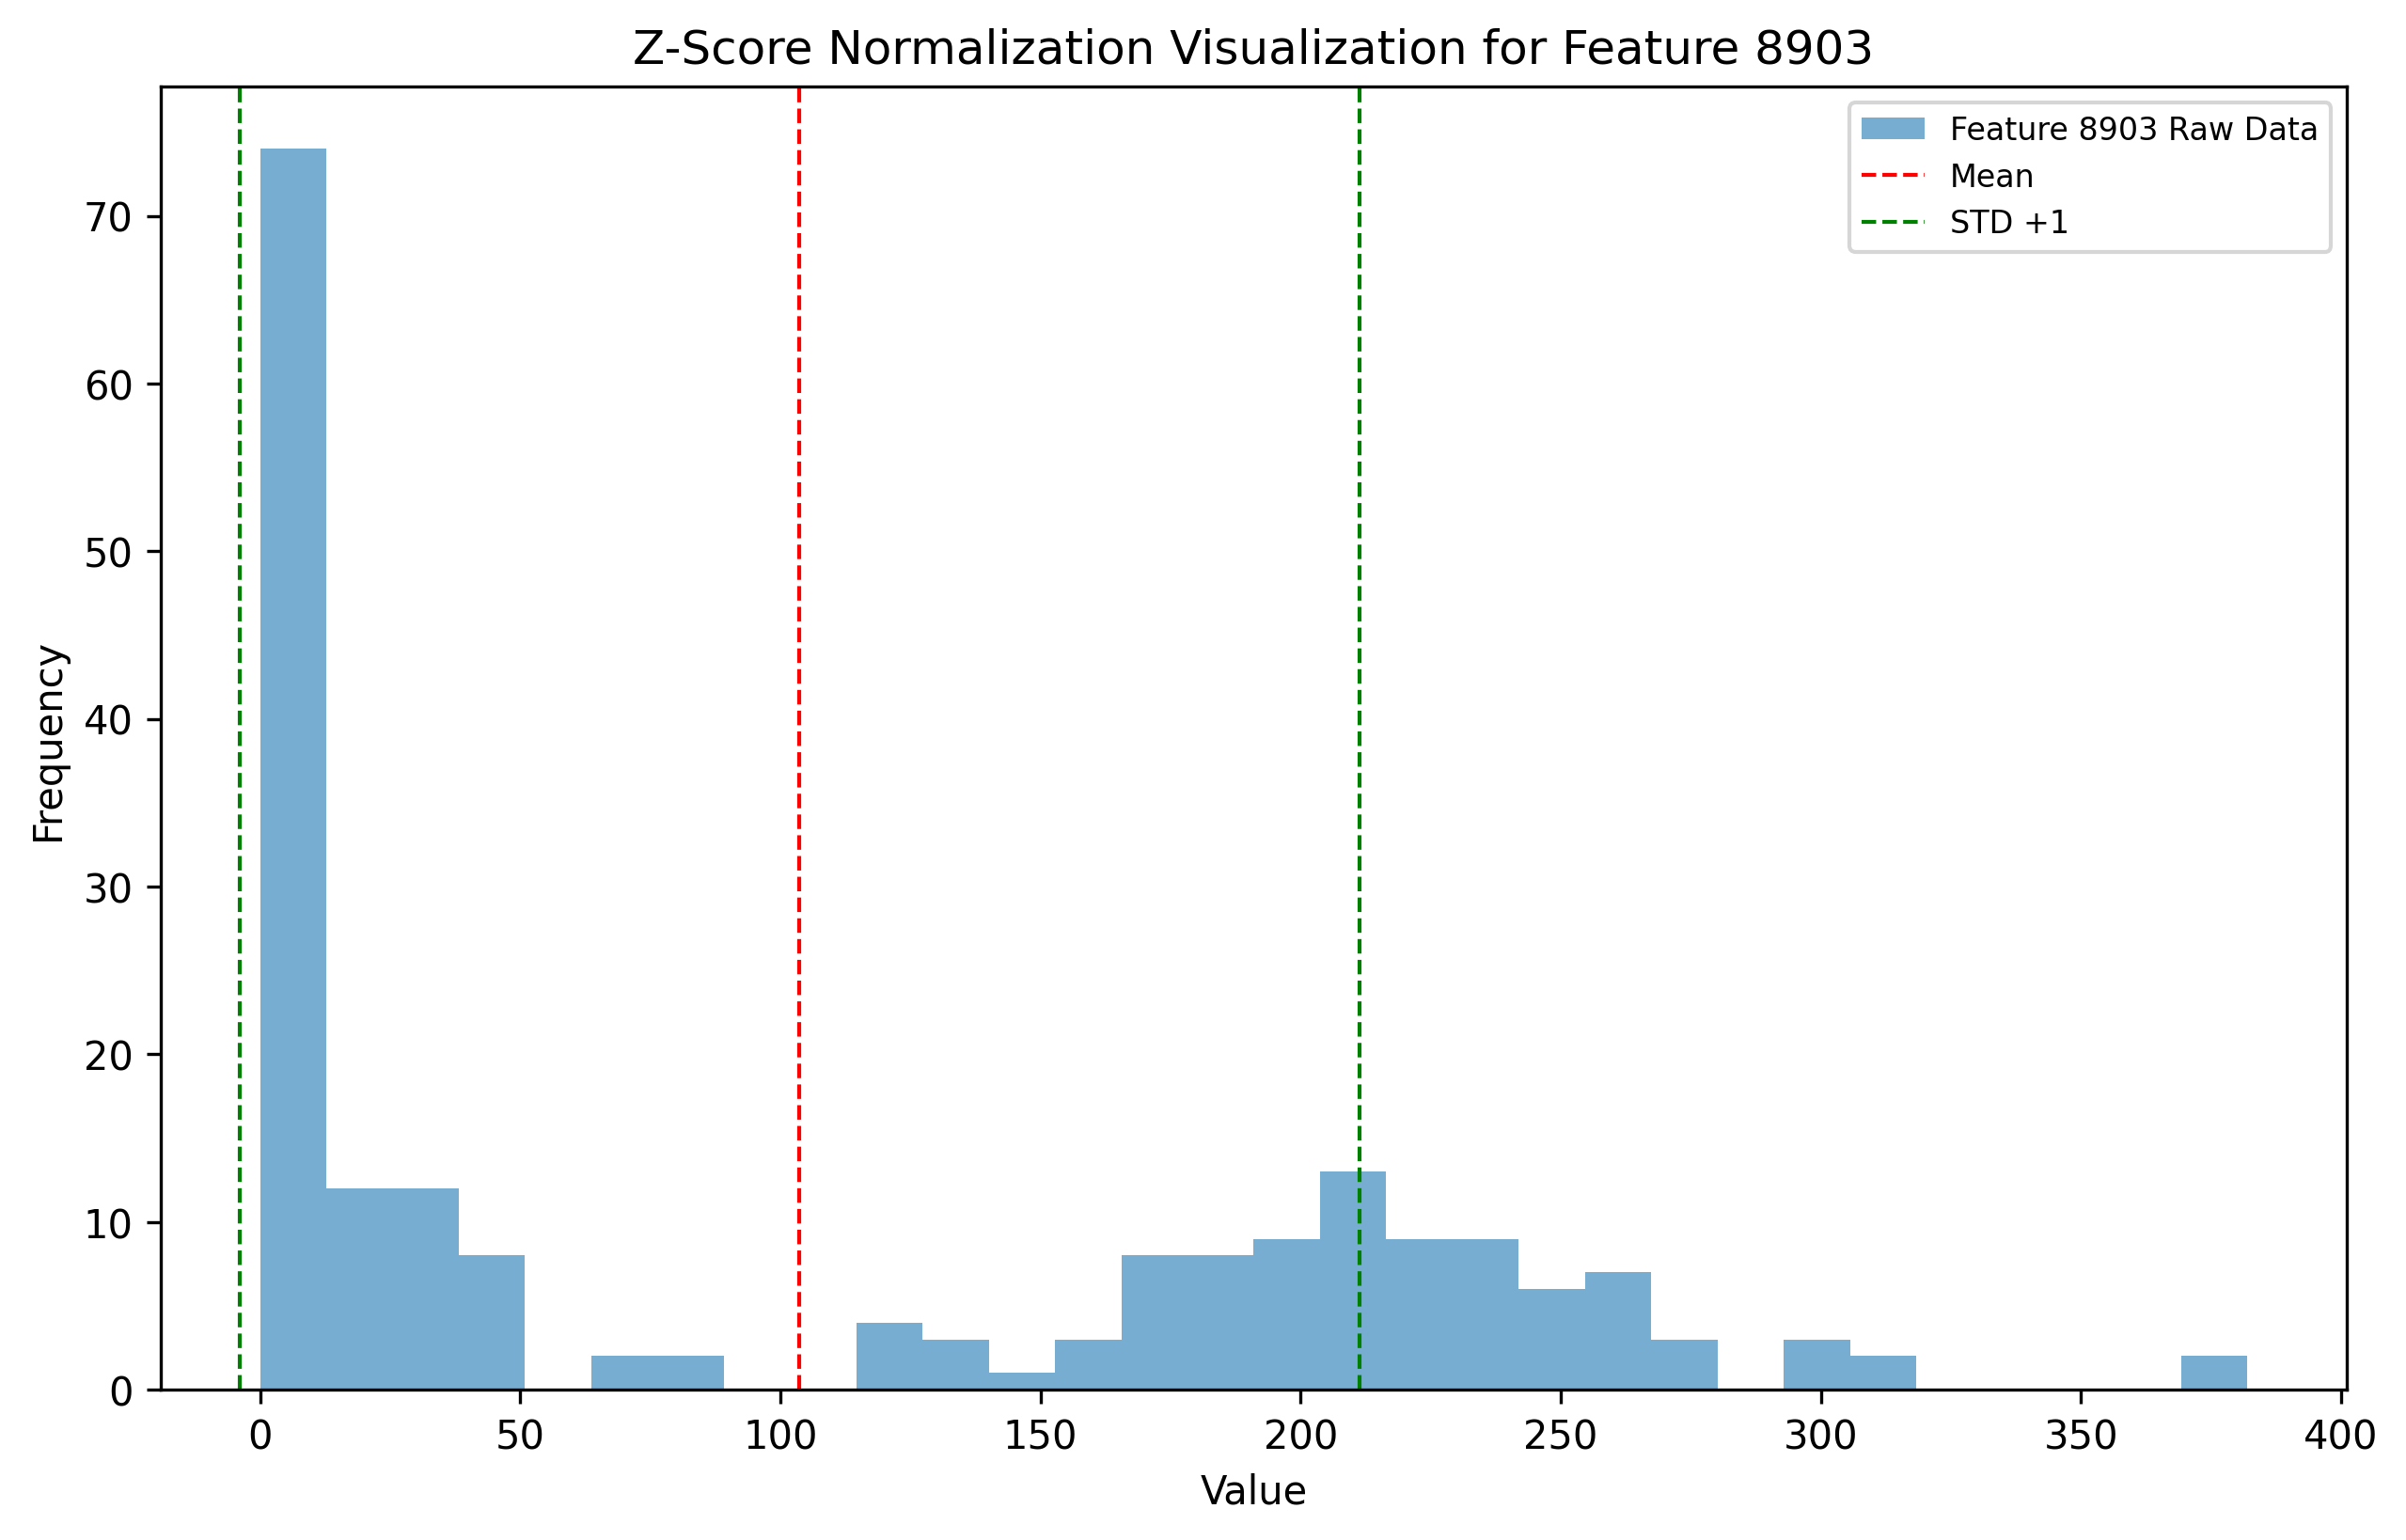 Z-Score Normalization Visualization for Feature 8903
Feature 8903 Raw Data
Mean
STD +1
Frequency
70
60
50
40
30
20
10
0
0 50 100 150 200 250 300 350 400
Value